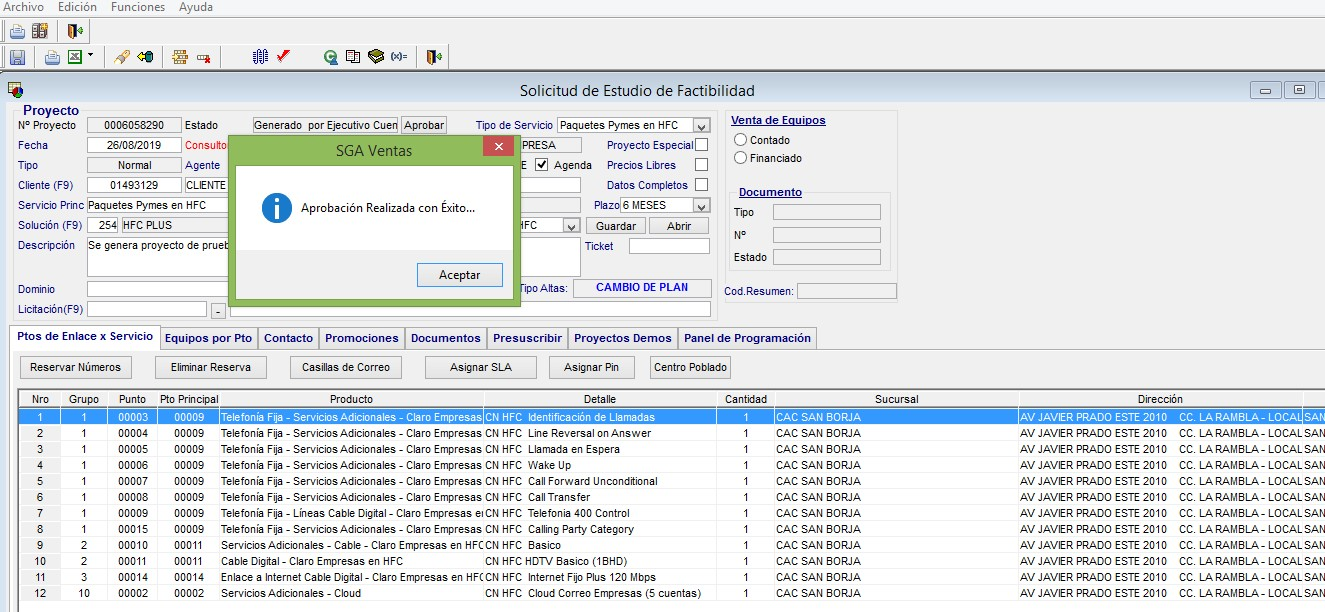 Archivo Edición Funciones Ayuda
Solicitud de Estudio de Factibilidad
Proyecto
Nº Proyecto 0006058290 Estado Generado por Ejecutivo Cuen Aprobar Tipo de Servicio Paquetes Pymes en HFC
Fecha 26/08/2019 Consulto PRESA Proyecto Especial
Tipo Normal Agente E Agenda Precios Libres
Cliente (F9) 01493129 CLIENTE Datos Completos
Servicio Princ Paquetes Pymes en HFC Plazo 6 MESES
Solución (F9) 254 HFC PLUS HFC Guardar Abrir
Descripción Se genera proyecto de prueb Ticket
Dominio Tipo Altas: CAMBIO DE PLAN
Licitación(F9) -
SGA Ventas
Aprobación Realizada con Éxito...
Aceptar
Venta de Equipos
Contado
Financiado
Documento
Tipo
Nº
Estado
Cod.Resumen:
Ptos de Enlace x Servicio Equipos por Pto Contacto Promociones Documentos Presuscribir Proyectos Demos Panel de Programación
Reservar Números Eliminar Reserva Casillas de Correo Asignar SLA Asignar Pin Centro Poblado
Nro Grupo Punto Pto Principal Producto Detalle Cantidad Sucursal Dirección
1 1 00003 00009 Telefonía Fija - Servicios Adicionales - Claro Empresas CN HFC Identificación de Llamadas 1 CAC SAN BORJA AV JAVIER PRADO ESTE 2010 CC. LA RAMBLA - LOCAL SAN
2 1 00004 00009 Telefonía Fija - Servicios Adicionales - Claro Empresas CN HFC Line Reversal on Answer 1 CAC SAN BORJA AV JAVIER PRADO ESTE 2010 CC. LA RAMBLA - LOCAL SAN
3 1 00005 00009 Telefonía Fija - Servicios Adicionales - Claro Empresas CN HFC Llamada en Espera 1 CAC SAN BORJA AV JAVIER PRADO ESTE 2010 CC. LA RAMBLA - LOCAL SAN
4 1 00006 00009 Telefonía Fija - Servicios Adicionales - Claro Empresas CN HFC Wake Up 1 CAC SAN BORJA AV JAVIER PRADO ESTE 2010 CC. LA RAMBLA - LOCAL SAN
5 1 00007 00009 Telefonía Fija - Servicios Adicionales - Claro Empresas CN HFC Call Forward Unconditional 1 CAC SAN BORJA AV JAVIER PRADO ESTE 2010 CC. LA RAMBLA - LOCAL SAN
6 1 00008 00009 Telefonía Fija - Servicios Adicionales - Claro Empresas CN HFC Call Transfer 1 CAC SAN BORJA AV JAVIER PRADO ESTE 2010 CC. LA RAMBLA - LOCAL SAN
7 1 00009 00009 Telefonía Fija - Líneas Cable Digital - Claro Empresas en CN HFC Telefonia 400 Control 1 CAC SAN BORJA AV JAVIER PRADO ESTE 2010 CC. LA RAMBLA - LOCAL SAN
8 1 00015 00009 Telefonía Fija - Servicios Adicionales - Claro Empresas CN HFC Calling Party Category 1 CAC SAN BORJA AV JAVIER PRADO ESTE 2010 CC. LA RAMBLA - LOCAL SAN
9 2 00010 00011 Servicios Adicionales - Cable - Claro Empresas en HFC CN HFC Basico 1 CAC SAN BORJA AV JAVIER PRADO ESTE 2010 CC. LA RAMBLA - LOCAL SAN
10 2 00011 00011 Cable Digital - Claro Empresas en HFC CN HFC HDTV Basico (1BHD) 1 CAC SAN BORJA AV JAVIER PRADO ESTE 2010 CC. LA RAMBLA - LOCAL SAN
11 3 00014 00014 Enlace a Internet Cable Digital - Claro Empresas en HFC CN HFC Internet Fijo Plus 120 Mbps 1 CAC SAN BORJA AV JAVIER PRADO ESTE 2010 CC. LA RAMBLA - LOCAL SAN
12 10 00002 00002 Servicios Adicionales - Cloud CN HFC - Cloud Correo Empresas (5 cuentas) 1 CAC SAN BORJA AV JAVIER PRADO ESTE 2010 CC. LA RAMBLA - LOCAL SAN